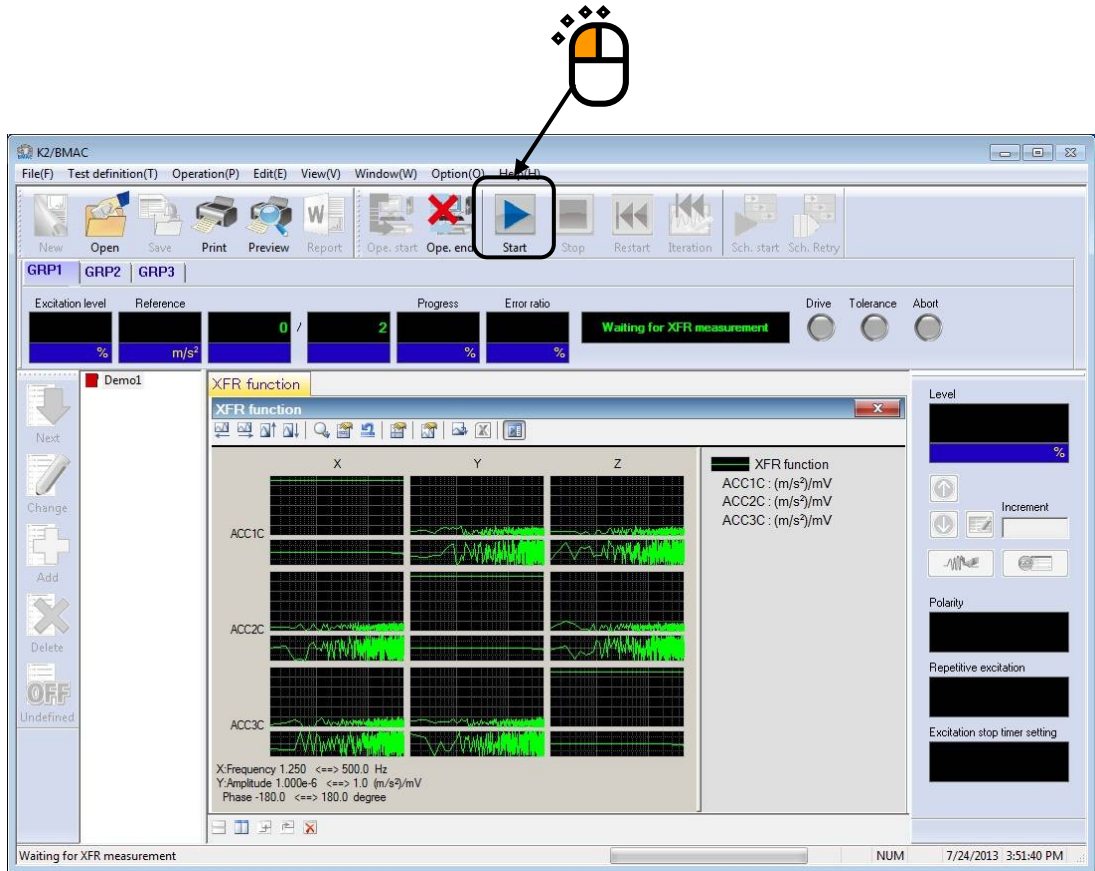 K2/BMAC
File(F) Test definition(T) Operation(P) Edit(E) View(V) Window(W) Option(O) Help(H)
New Open Save Print Preview Report Ope. start Ope. end Start Stop Restart Iteration Sch. start Sch. Retry
GRP1 GRP2 GRP3
Excitation level Reference Progress Error ratio Drive Tolerance Abort
0 / 2 Waiting for XFR measurement
% m/s² % %
Demo1
XFR function
XFR function
Level
%
Next
Change
Add
Delete
OFF
Undefined
X Y Z
ACC1C
ACC2C
ACC3C
X:Frequency 1.250 <==> 500.0 Hz
Y:Amplitude 1.000e-6 <==> 1.0 (m/s²)/mV
Phase -180.0 <==> 180.0 degree
XFR function
ACC1C : (m/s²)/mV
ACC2C : (m/s²)/mV
ACC3C : (m/s²)/mV
Increment
Polarity
Repetitive excitation
Excitation stop timer setting
Waiting for XFR measurement NUM 7/24/2013 3:51:40 PM